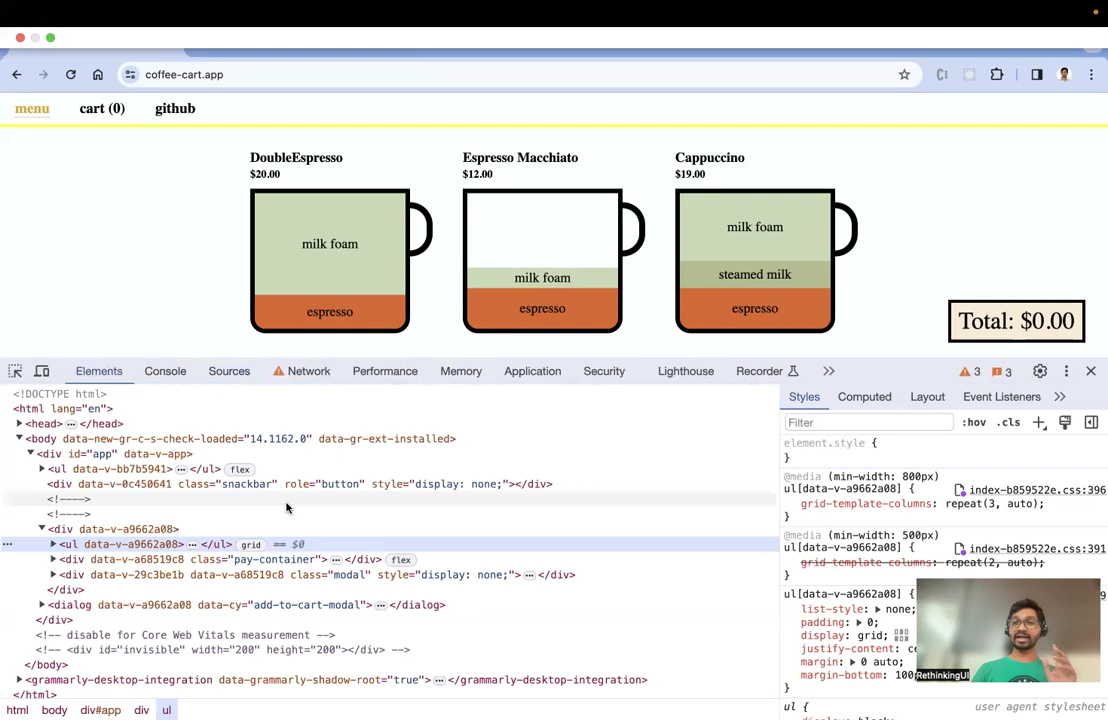 coffee-cart.app
menu cart (0) github
DoubleEspresso
$20.00
milk foam
espresso
Espresso Macchiato
$12.00
milk foam
espresso
Cappuccino
$19.00
milk foam
steamed milk
espresso
Total: $0.00
Elements Console Sources Network Performance Memory Application Security Lighthouse Recorder 3 3
<!DOCTYPE html>
<html lang="en">
<head> </head>
<body data-new-gr-c-s-check-loaded="14.1162.0" data-gr-ext-installed>
<div id="app" data-v-app>
<ul data-v-bb7b5941> </ul> flex
<div data-v-0c450641 class="snackbar" role="button" style="display: none;"></div>
<!---->
<!---->
<div data-v-a9662a08>
<ul data-v-a9662a08> </ul> grid == $0
<div data-v-a68519c8 class="pay-container"> </div> flex
<div data-v-29c3be1b data-v-a68519c8 class="modal" style="display: none;"> </div>
</div>
<dialog data-v-a9662a08 data-cy="add-to-cart-modal"> </dialog>
</div>
<!-- disable for Core Web Vitals measurement -->
<!-- <div id="invisible" width="200" height="200"></div> -->
</body>
<grammarly-desktop-integration data-grammarly-shadow-root="true"> </grammarly-desktop-integration>
</html>
html body div#app div ul
Styles Computed Layout Event Listeners
Filter :hov .cls
element.style {
}
@media (min-width: 800px)
ul[data-v-a9662a08] { index-b859522e.css:396
grid-template-columns: repeat(3, auto);
}
@media (min-width: 500px)
ul[data-v-a9662a08] { index-b859522e.css:391
grid-template-columns: repeat(2, auto);
}
ul[data-v-a9662a08] {
list-style: none;
padding: 0;
display: grid;
justify-content: ce
margin: 0 auto;
margin-bottom: 100
}
ul { user agent stylesheet
RethinkingUI